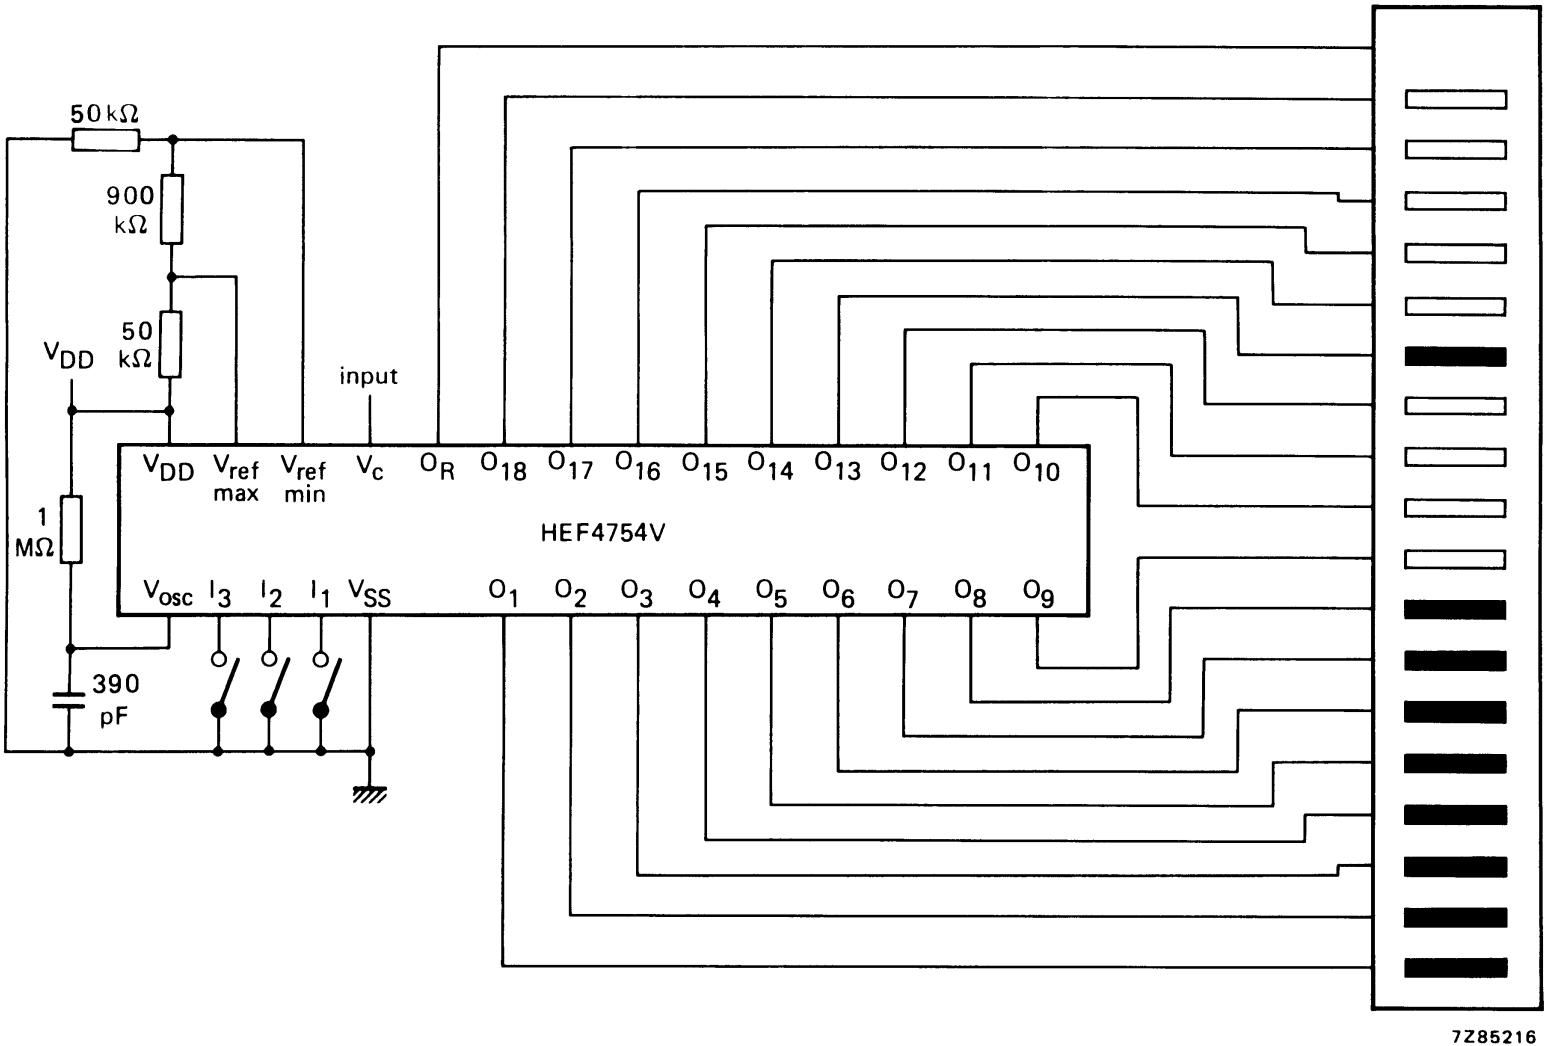 50 kΩ
900
kΩ
50
kΩ
VDD
input
VDD Vref max Vref min Vc OR O18 O17 O16 O15 O14 O13 O12 O11 O10
1
MΩ
HEF4754V
Vosc I3 I2 I1 VSS O1 O2 O3 O4 O5 O6 O7 O8 O9
390
pF
7Z85216